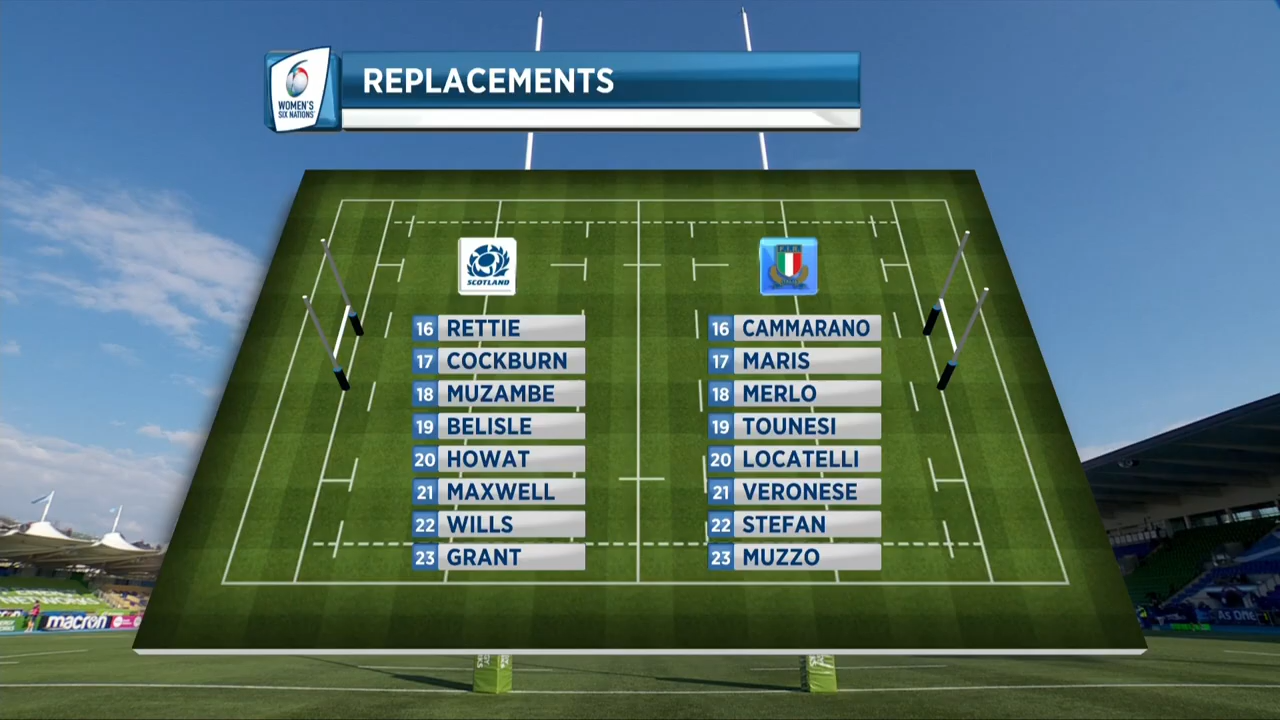 WOMEN'S
SIX NATIONS
REPLACEMENTS
SCOTLAND
F.I.R.
16 RETTIE
17 COCKBURN
18 MUZAMBE
19 BELISLE
20 HOWAT
21 MAXWELL
22 WILLS
23 GRANT
16 CAMMARANO
17 MARIS
18 MERLO
19 TOUNESI
20 LOCATELLI
21 VERONESE
22 STEFAN
23 MUZZO
macron
As One